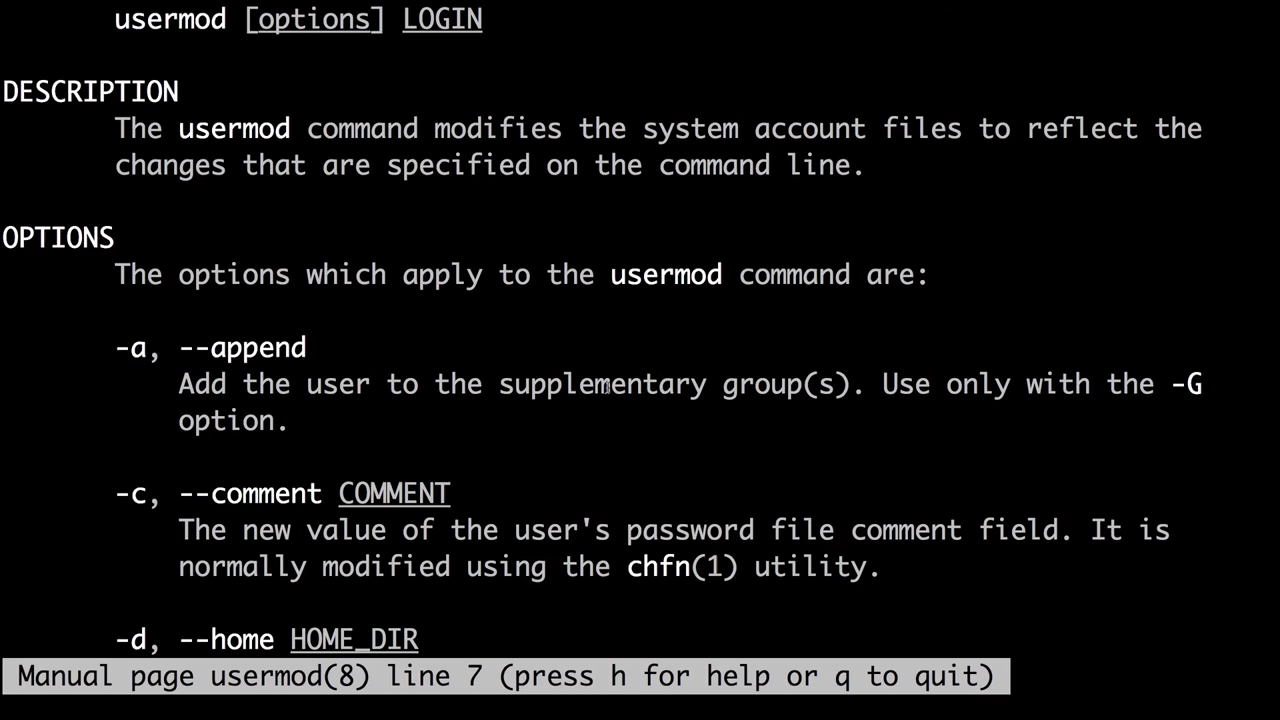 usermod [options] LOGIN
DESCRIPTION
The usermod command modifies the system account files to reflect the
changes that are specified on the command line.
OPTIONS
The options which apply to the usermod command are:
-a, --append
Add the user to the supplementary group(s). Use only with the -G
option.
-c, --comment COMMENT
The new value of the user's password file comment field. It is
normally modified using the chfn(1) utility.
-d, --home HOME_DIR
Manual page usermod(8) line 7 (press h for help or q to quit)